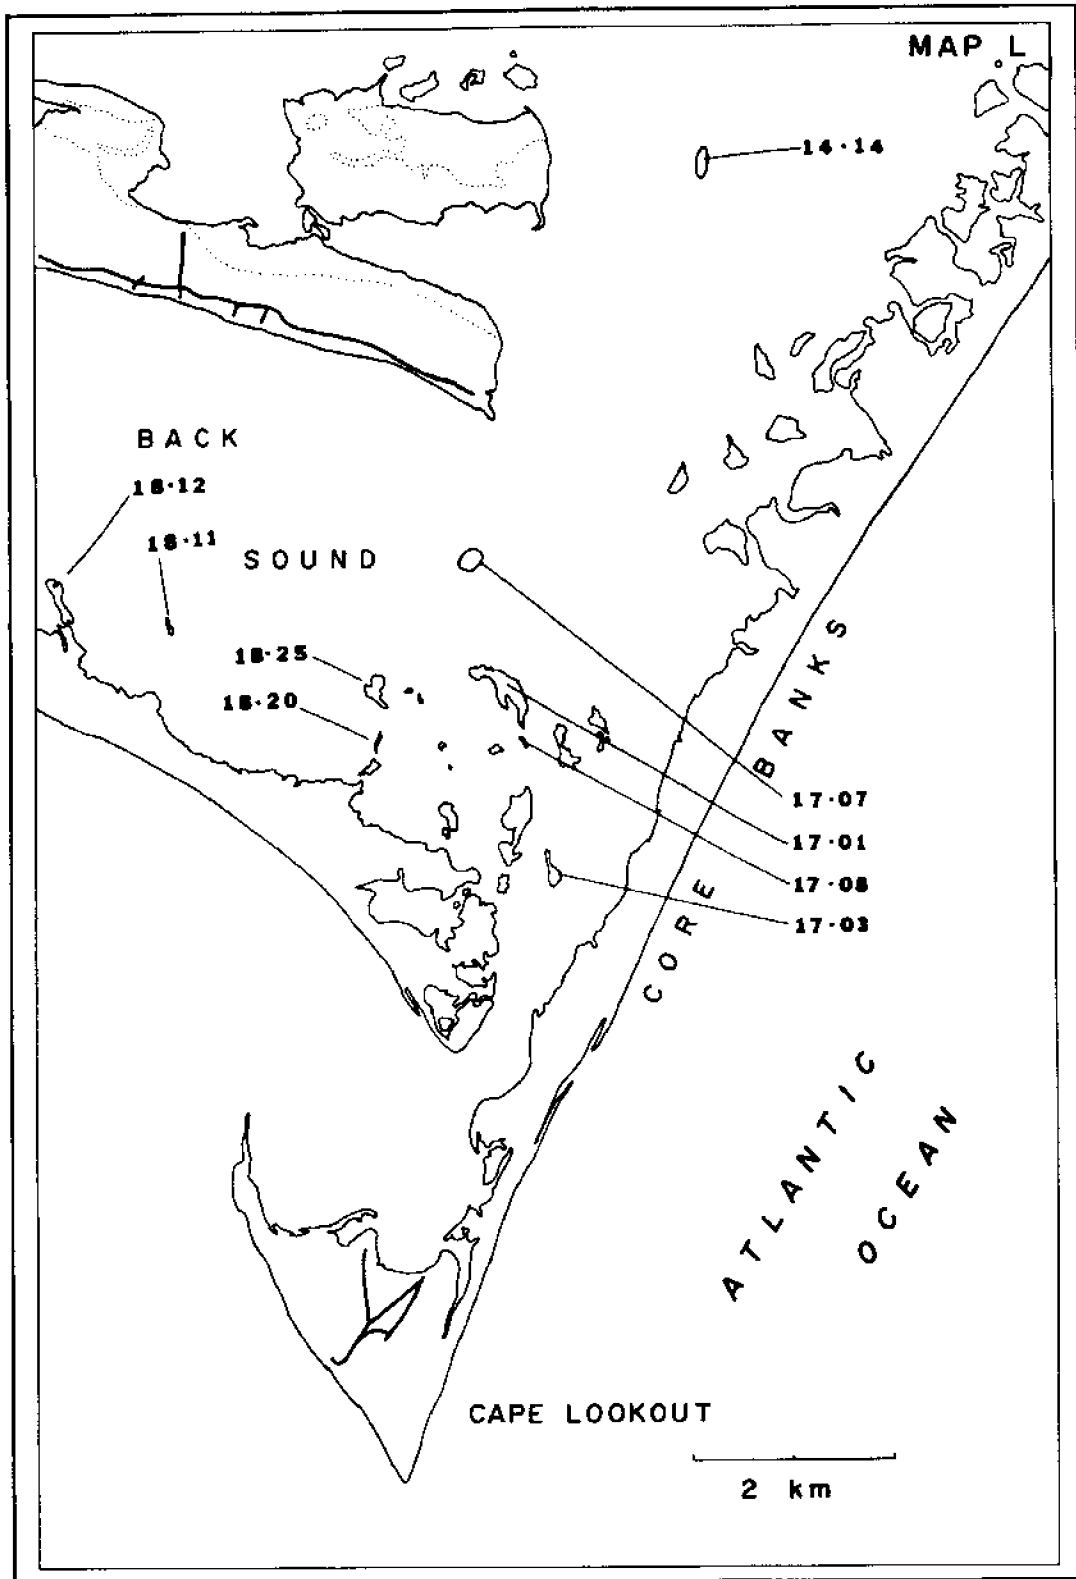 MAP L
14-14
BACK
18-12
18-11
SOUND
18-25
18-20
BANKS
17-07
17-01
17-08
CORE
17-03
ATLANTIC
OCEAN
CAPE LOOKOUT
2 km